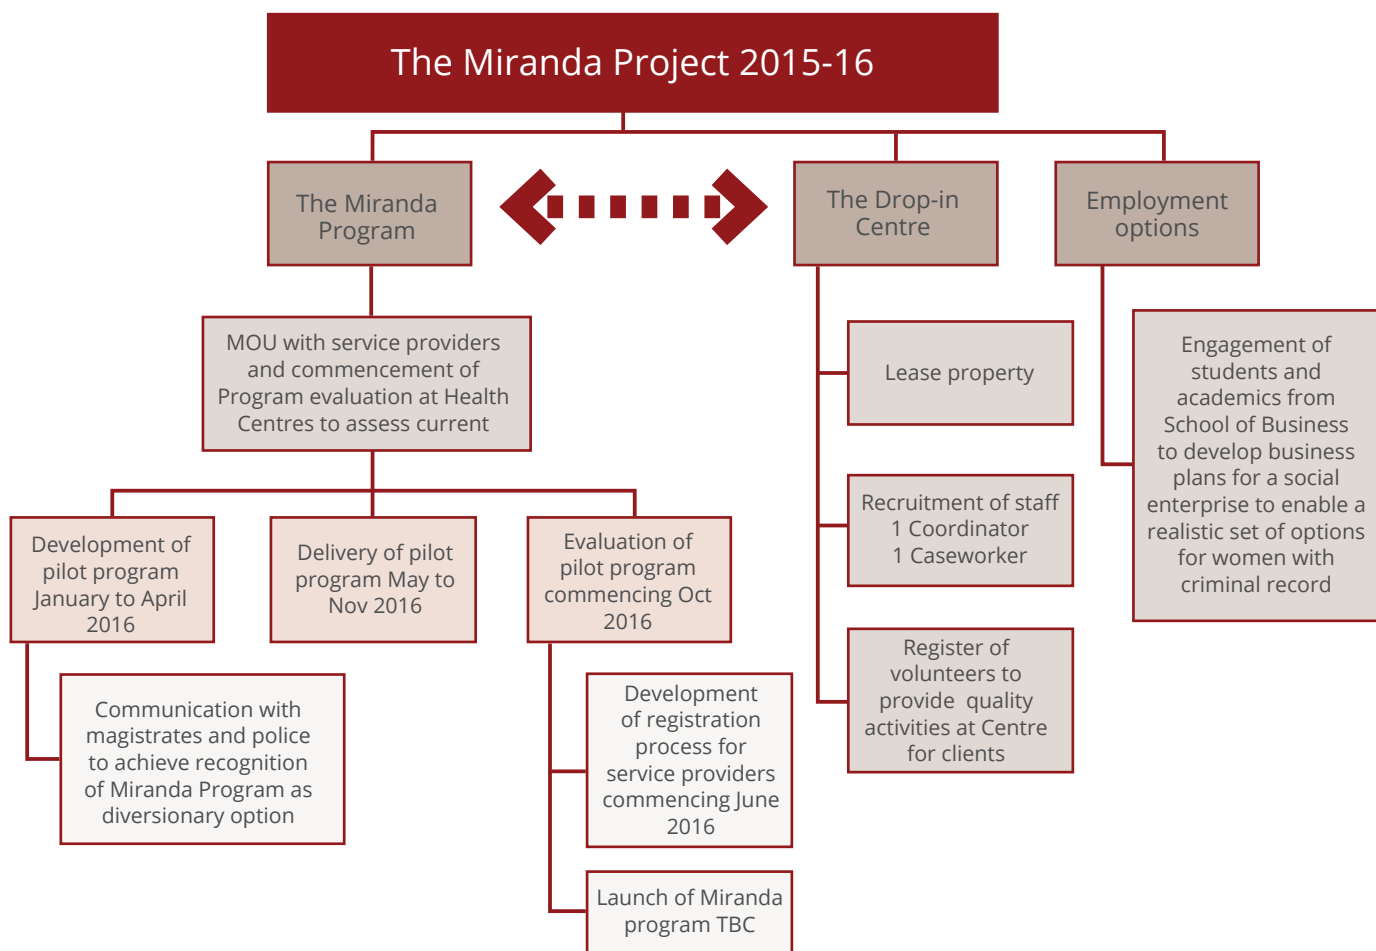 The Miranda Project 2015-16
The Miranda
Program
The Drop-in
Centre
Employment
options
MOU with service providers
and commencement of
Program evaluation at Health
Centres to assess current
Development of
pilot program
January to April
2016
Delivery of pilot
program May to
Nov 2016
Evaluation of
pilot program
commencing Oct
2016
Communication with
magistrates and police
to achieve recognition
of Miranda Program as
diversionary option
Development
of registration
process for
service providers
commencing June
2016
Launch of Miranda
program TBC
Lease property
Recruitment of staff
1 Coordinator
1 Caseworker
Register of
volunteers to
provide quality
activities at Centre
for clients
Engagement of
students and
academics from
School of Business
to develop business
plans for a social
enterprise to enable a
realistic set of options
for women with
criminal record